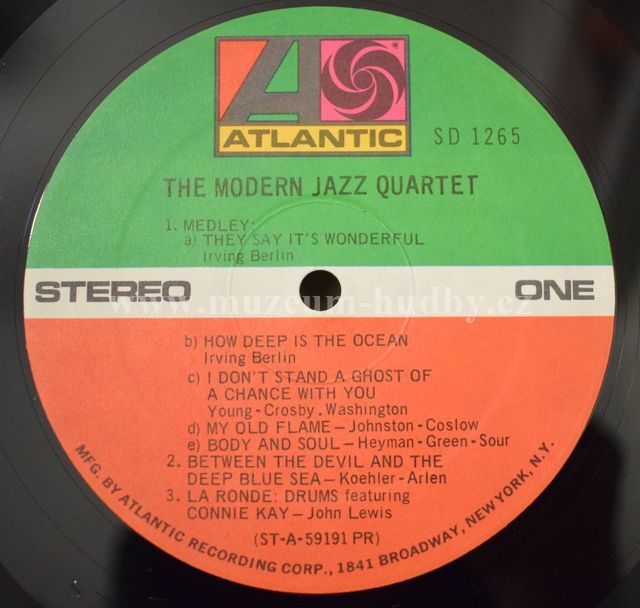 ATLANTIC
SD 1265
THE MODERN JAZZ QUARTET
1. MEDLEY:
a) THEY SAY IT'S WONDERFUL
Irving Berlin
STEREO
ONE
www.muzeum-hudby.cz
b) HOW DEEP IS THE OCEAN
Irving Berlin
c) I DON'T STAND A GHOST OF
A CHANCE WITH YOU
Young-Crosby.Washington
d) MY OLD FLAME—Johnston-Coslow
e) BODY AND SOUL—Heyman-Green-Sour
2. BETWEEN THE DEVIL AND THE
DEEP BLUE SEA—Koehler-Arlen
3. LA RONDE: DRUMS featuring
CONNIE KAY—John Lewis
(ST-A-59191 PR)
MFG. BY ATLANTIC RECORDING CORP., 1841 BROADWAY, NEW YORK, N.Y.